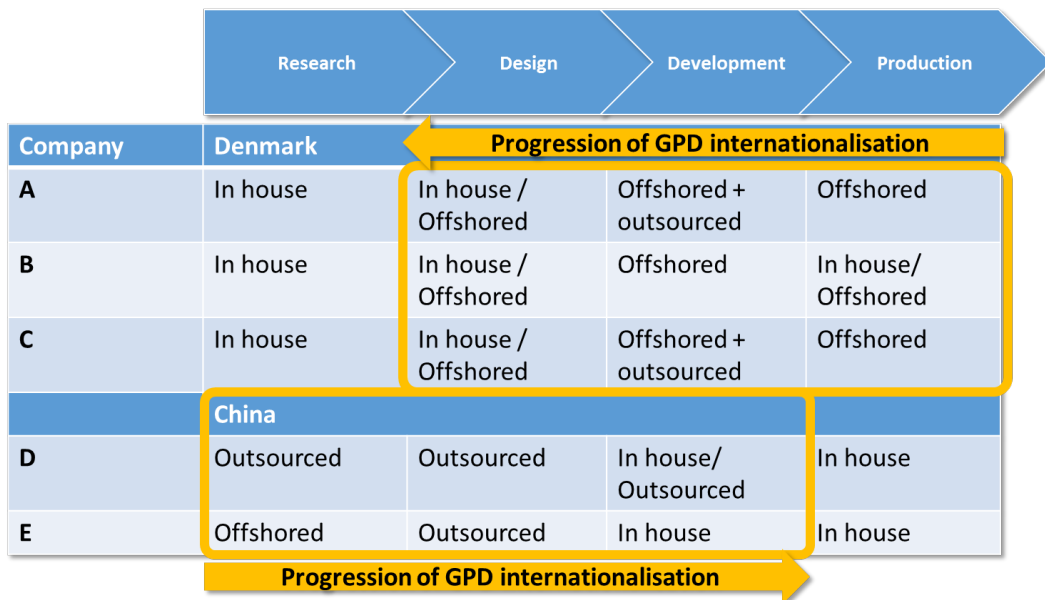 Research Design Development Production
Company Denmark Progression of GPD internationalisation
A In house In house / Offshored + Offshored
Offshored outsourced
B In house In house / Offshored In house/
Offshored Offshored
C In house In house / Offshored + Offshored
Offshored outsourced
China
D Outsourced Outsourced In house/ In house
Outsourced
E Offshored Outsourced In house In house
Progression of GPD internationalisation